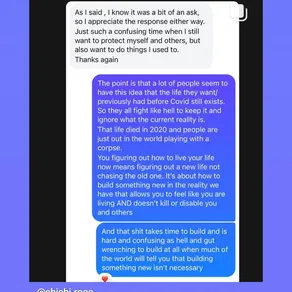 As I said , I know it was a bit of an ask,
so I appreciate the response either way.
Just such a confusing time when I still
want to protect myself and others, but
also want to do things I used to.
Thanks again
The point is that a lot of people seem to
have this idea that the life they want/
previously had before Covid still exists.
So they all fight like hell to keep it and
ignore what the current reality is.
That life died in 2020 and people are
just out in the world playing with a
corpse.
You figuring out how to live your life
now means figuring out a new life not
chasing the old one. It's about how to
build something new in the reality we
have that allows you to feel like you are
living AND doesn't kill or disable you
and others
And that shit takes time to build and is
hard and confusing as hell and gut
wrenching to build at all when much of
the world will tell you that building
something new isn't necessary